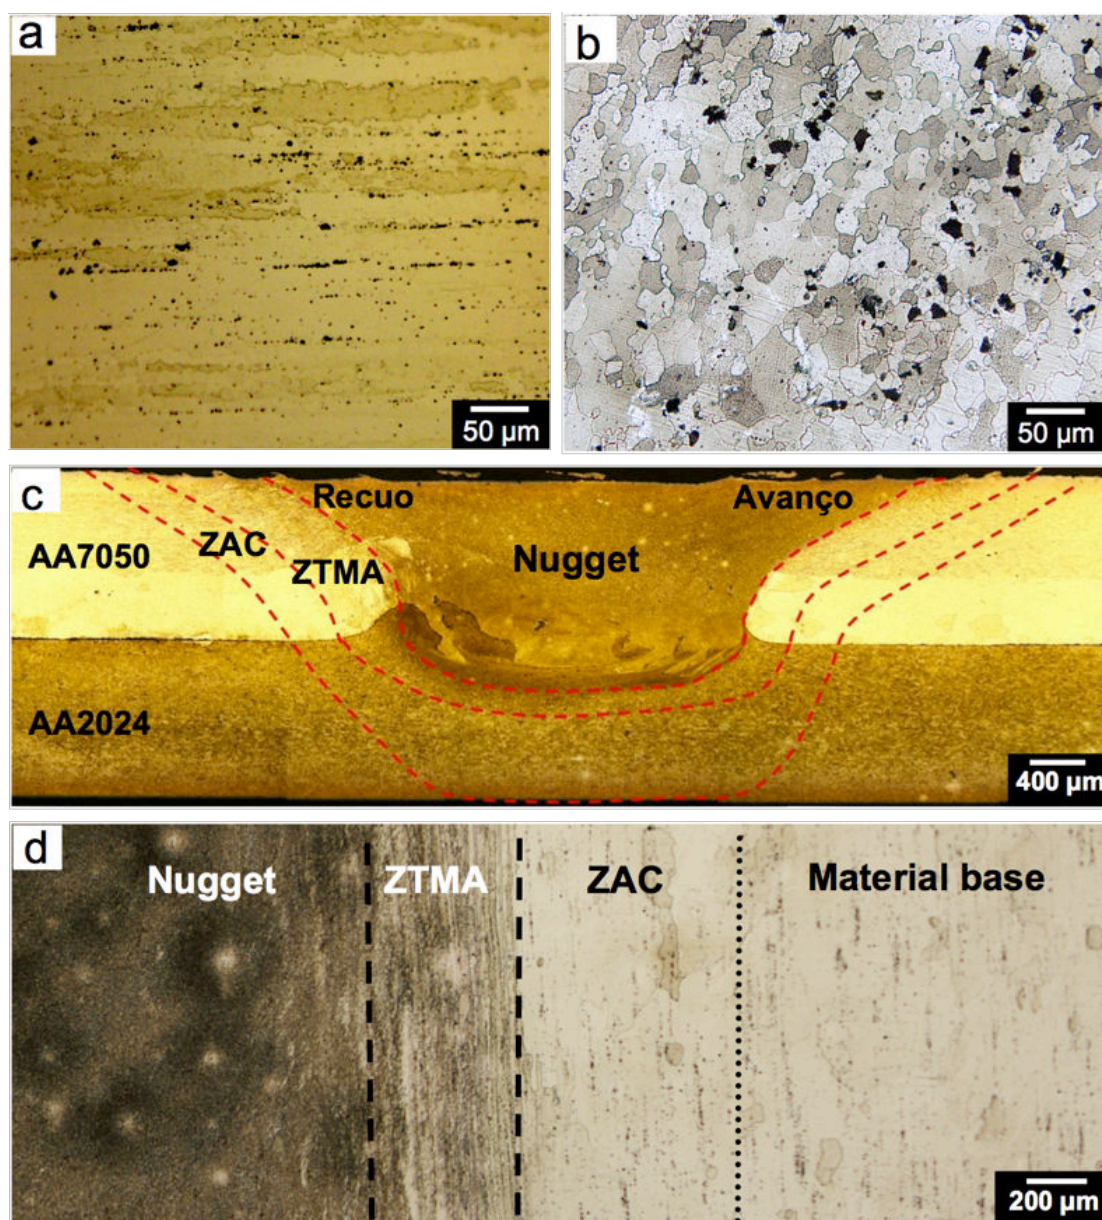 a
b
50 µm
50 µm
c
Recuo
Avanço
ZAC
AA7050
ZTMA
Nugget
AA2024
400 µm
d
Nugget
ZTMA
ZAC
Material base
200 µm